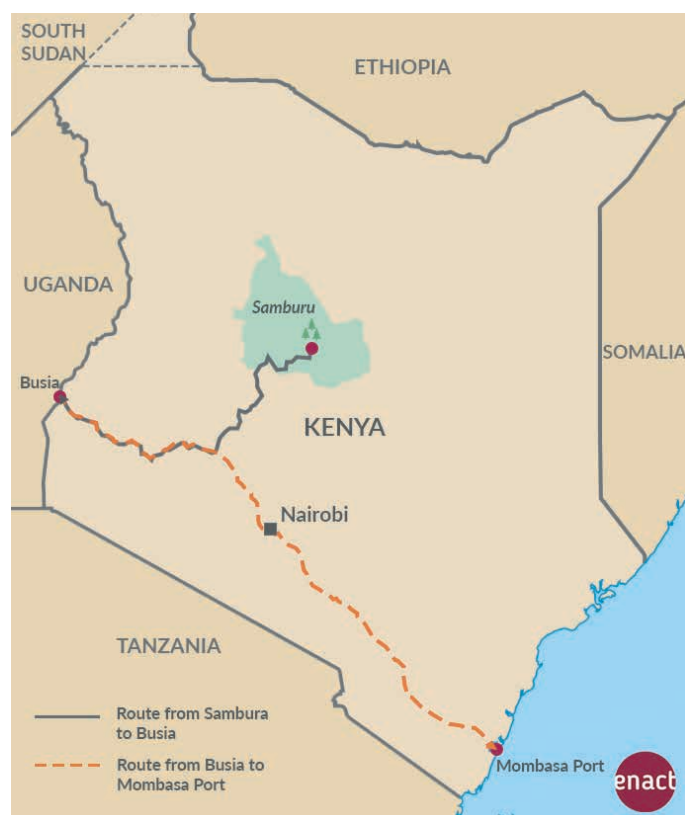 SOUTH
SUDAN
ETHIOPIA
UGANDA
Samburu
SOMALIA
Busia
KENYA
Nairobi
TANZANIA
Route from Sambura
to Busia
Route from Busia to
Mombasa Port
Mombasa Port
enact